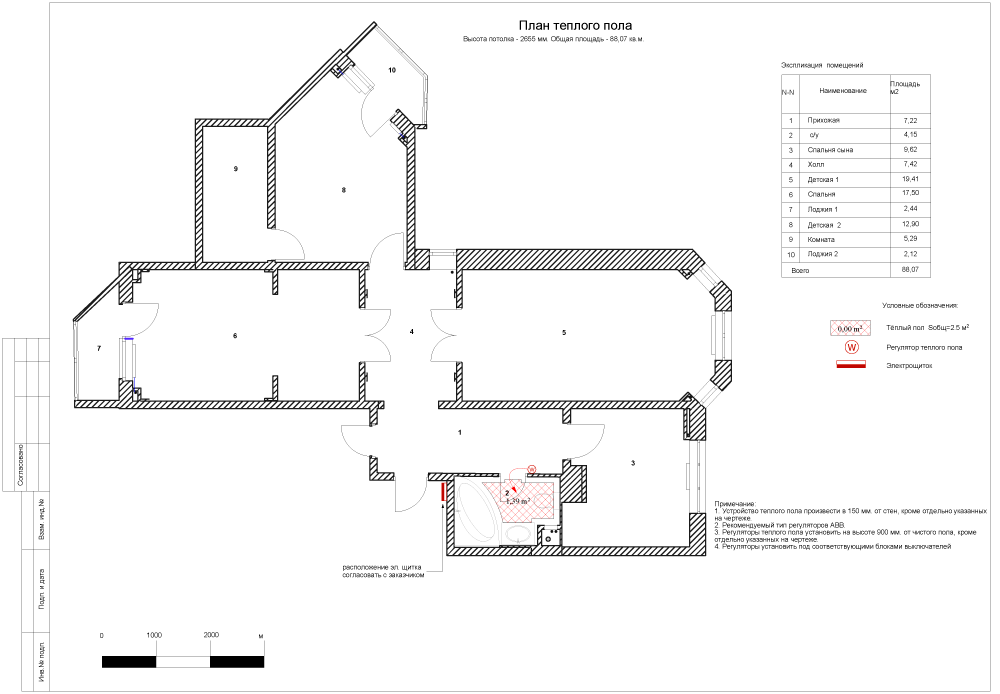 План теплого пола
Высота потолка - 2655 мм. Общая площадь - 88,07 кв.м.
Экспликация помещений
N-N Наименование Площадь м2
1 Прихожая 7,22
2 с/у 4,15
3 Спальня сына 9,62
4 Холл 7,42
5 Детская 1 19,41
6 Спальня 17,50
7 Лоджия 1 2,44
8 Детская 2 12,90
9 Комната 5,29
10 Лоджия 2 2,12
Всего 88,07
Условные обозначения:
0,00 m² Тёплый пол Sобщ=2.5 м²
W Регулятор теплого пола
Электрощиток
10
9
8
7
6
4
5
1
3
W
2
1,39 m²
Примечание:
1. Устройство теплого пола произвести в 150 мм. от стен, кроме отдельно указанных
на чертеже.
2. Рекомендуемый тип регуляторов АВВ.
3. Регуляторы теплого пола установить на высоте 900 мм. от чистого пола, кроме
отдельно указанных на чертеже.
4. Регуляторы установить под соответствующими блоками выключателей
расположение эл. щитка
согласовать с заказчиком
Согласовано
Взам. инд.№
Подп. и дата
Инв.№ подл.
0 1000 2000 м